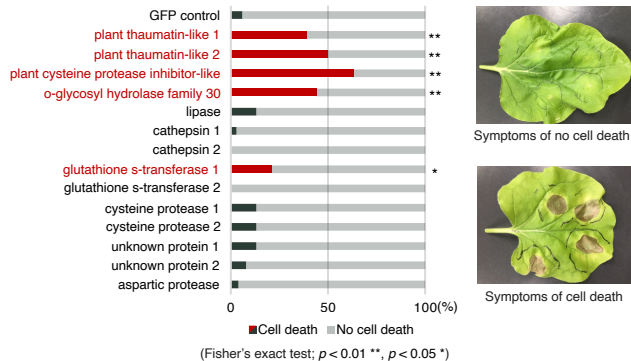 GFP control
plant thaumatin-like 1
**
plant thaumatin-like 2
**
plant cysteine protease inhibitor-like
**
o-glycosyl hydrolase family 30
**
lipase
cathepsin 1
cathepsin 2
glutathione s-transferase 1
*
glutathione s-transferase 2
cysteine protease 1
cysteine protease 2
unknown protein 1
unknown protein 2
aspartic protease
0 50 100(%)
Cell death No cell death
(Fisher's exact test; p < 0.01 **, p < 0.05 *)
Symptoms of no cell death
Symptoms of cell death